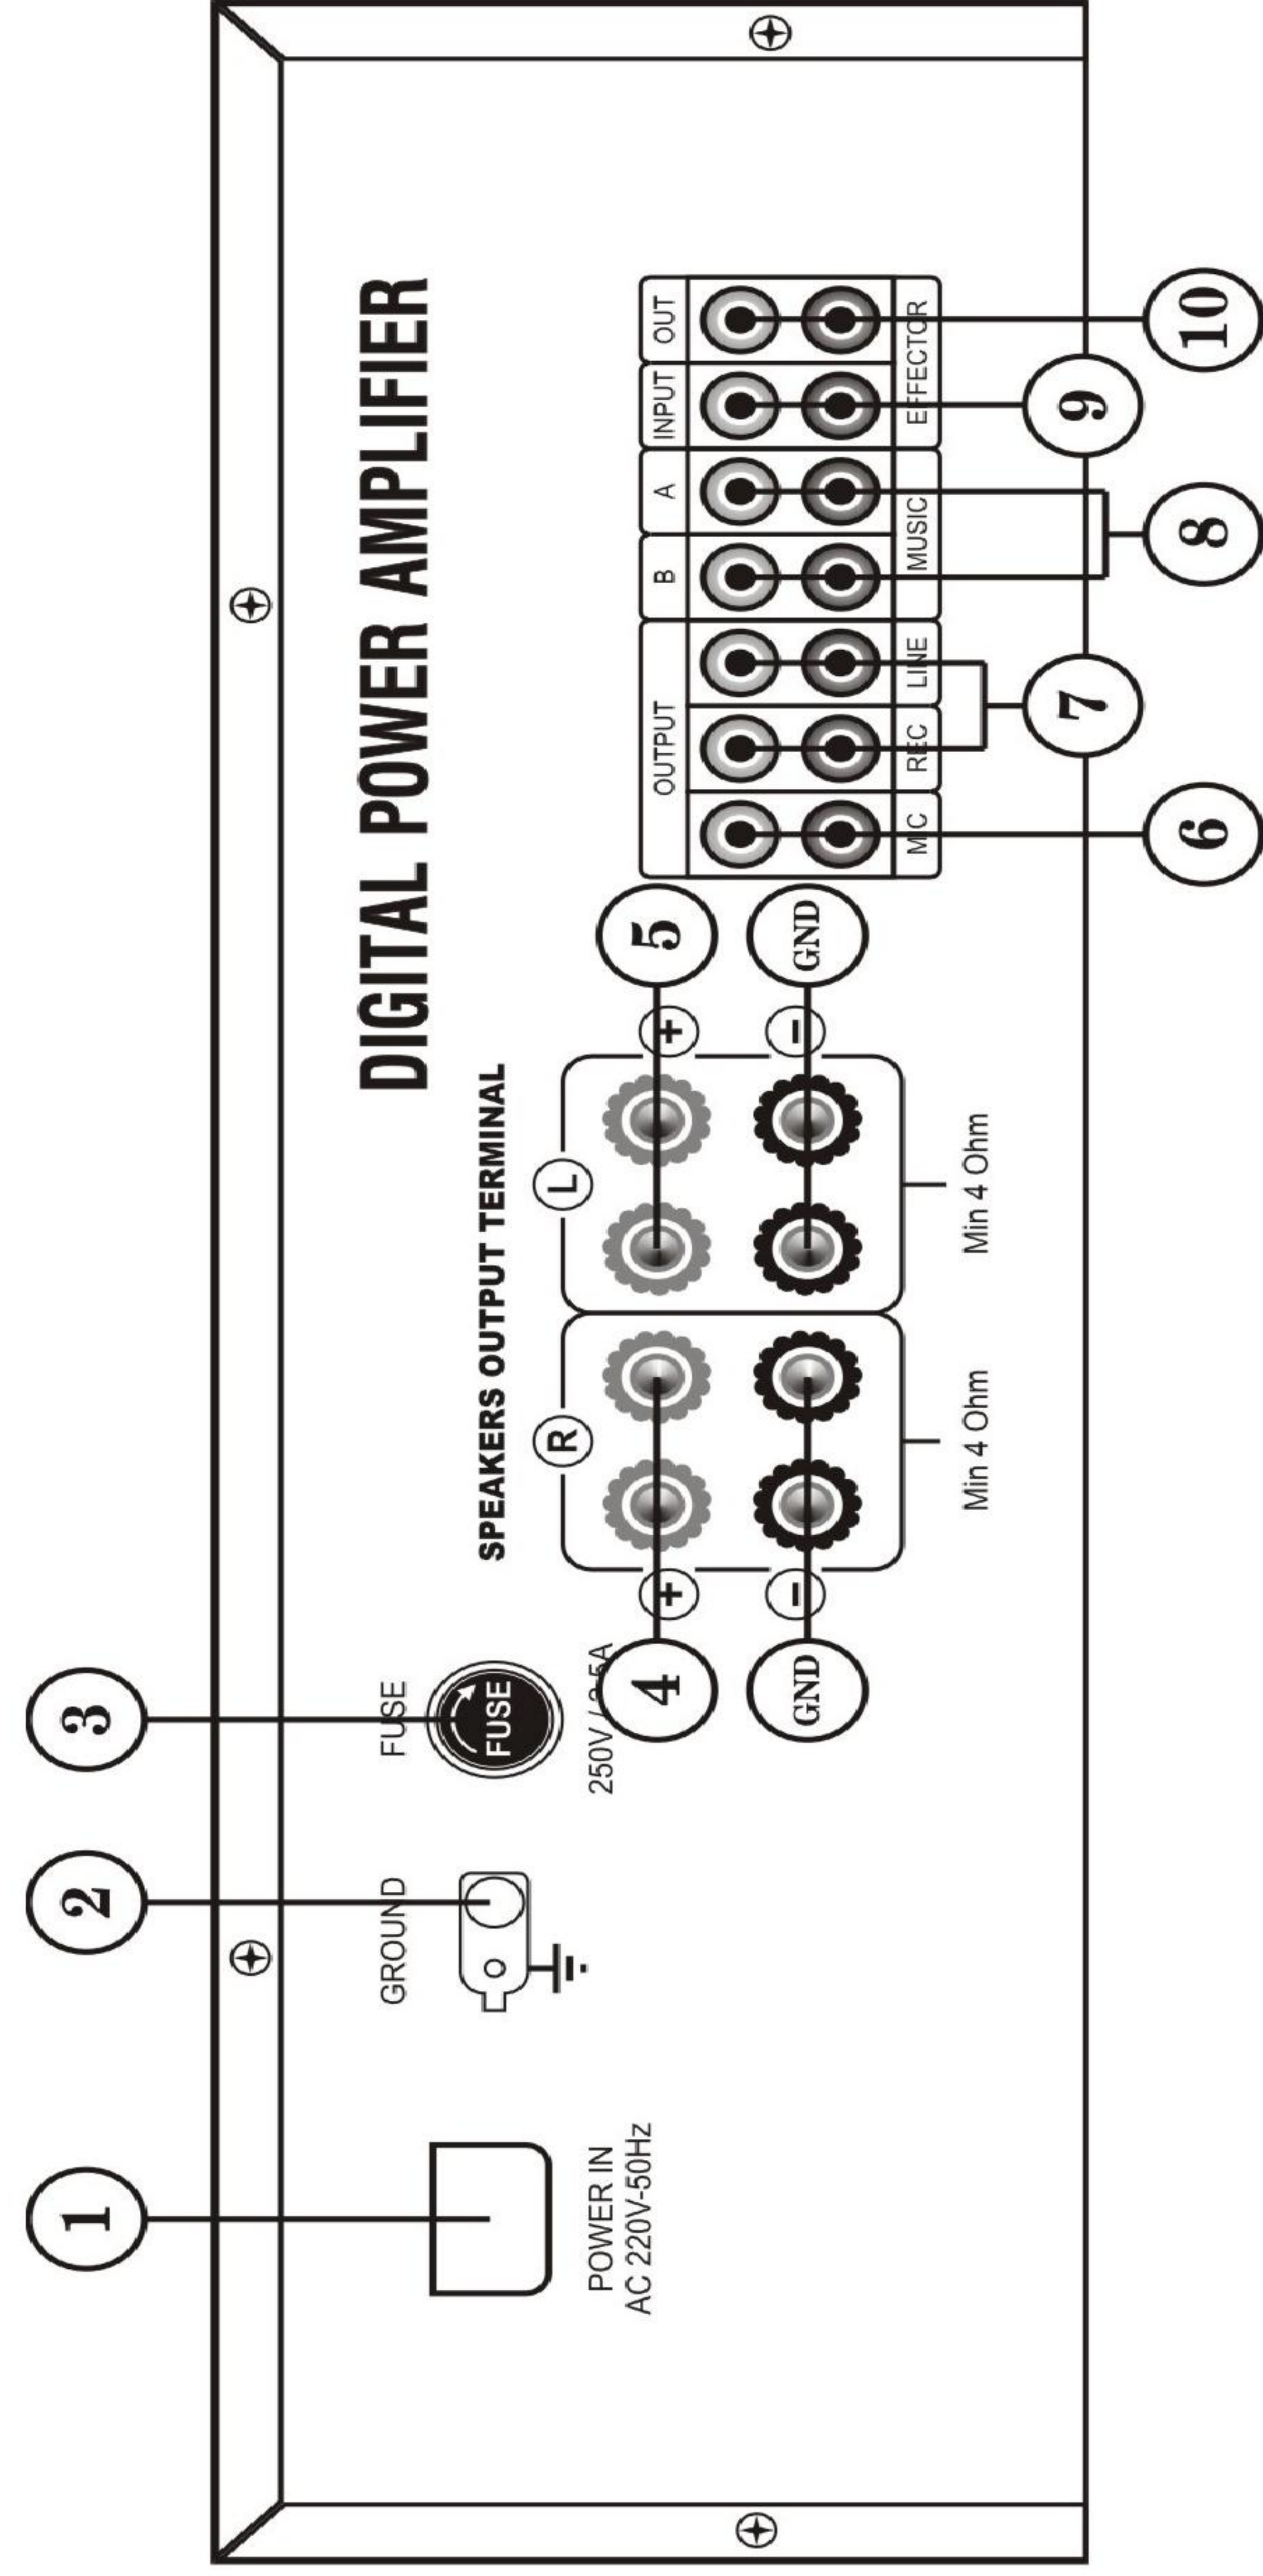 1
2
3
DIGITAL POWER AMPLIFIER
GROUND
FUSE
SPEAKERS OUTPUT TERMINAL
FUSE
R
L
POWER IN
AC 220V-50Hz
250V /
4
+
+
5
GND
−
−
GND
Min 4 Ohm
Min 4 Ohm
OUTPUT
B
A
INPUT
OUT
MIC
REC
LINE
MUSIC
EFFECTOR
6
7
8
9
10